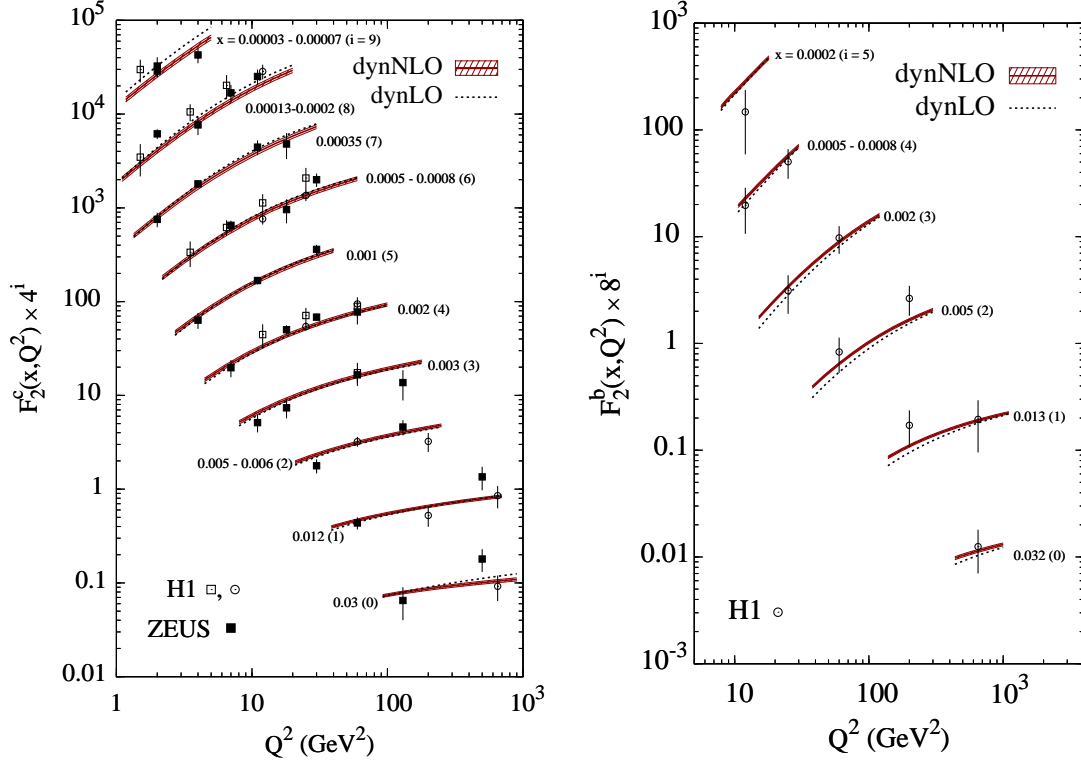 10^5
10^4
10^3
100
10
1
0.1
0.01
1
10
100
10^3
F_2^c(x,Q^2) × 4^i
Q^2 (GeV^2)
x = 0.00003 - 0.00007 (i = 9)
dynNLO
dynLO
0.00013-0.0002 (8)
0.00035 (7)
0.0005 - 0.0008 (6)
0.001 (5)
0.002 (4)
0.003 (3)
0.005 - 0.006 (2)
0.012 (1)
0.03 (0)
H1 ,
ZEUS
10^3
100
10
1
0.1
0.01
10^-3
10
100
10^3
F_2^b(x,Q^2) × 8^i
Q^2 (GeV^2)
x = 0.0002 (i = 5)
dynNLO
dynLO
0.0005 - 0.0008 (4)
0.002 (3)
0.005 (2)
0.013 (1)
0.032 (0)
H1